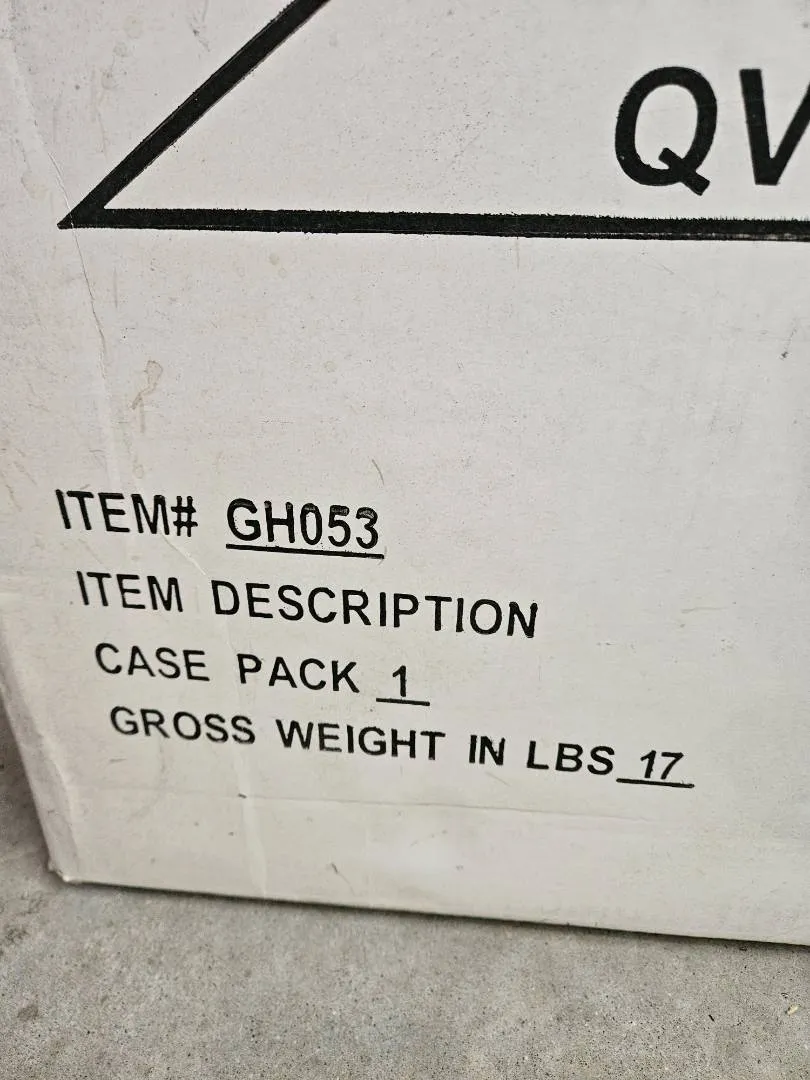 QV
ITEM# GH053
ITEM DESCRIPTION
CASE PACK 1
GROSS WEIGHT IN LBS 17